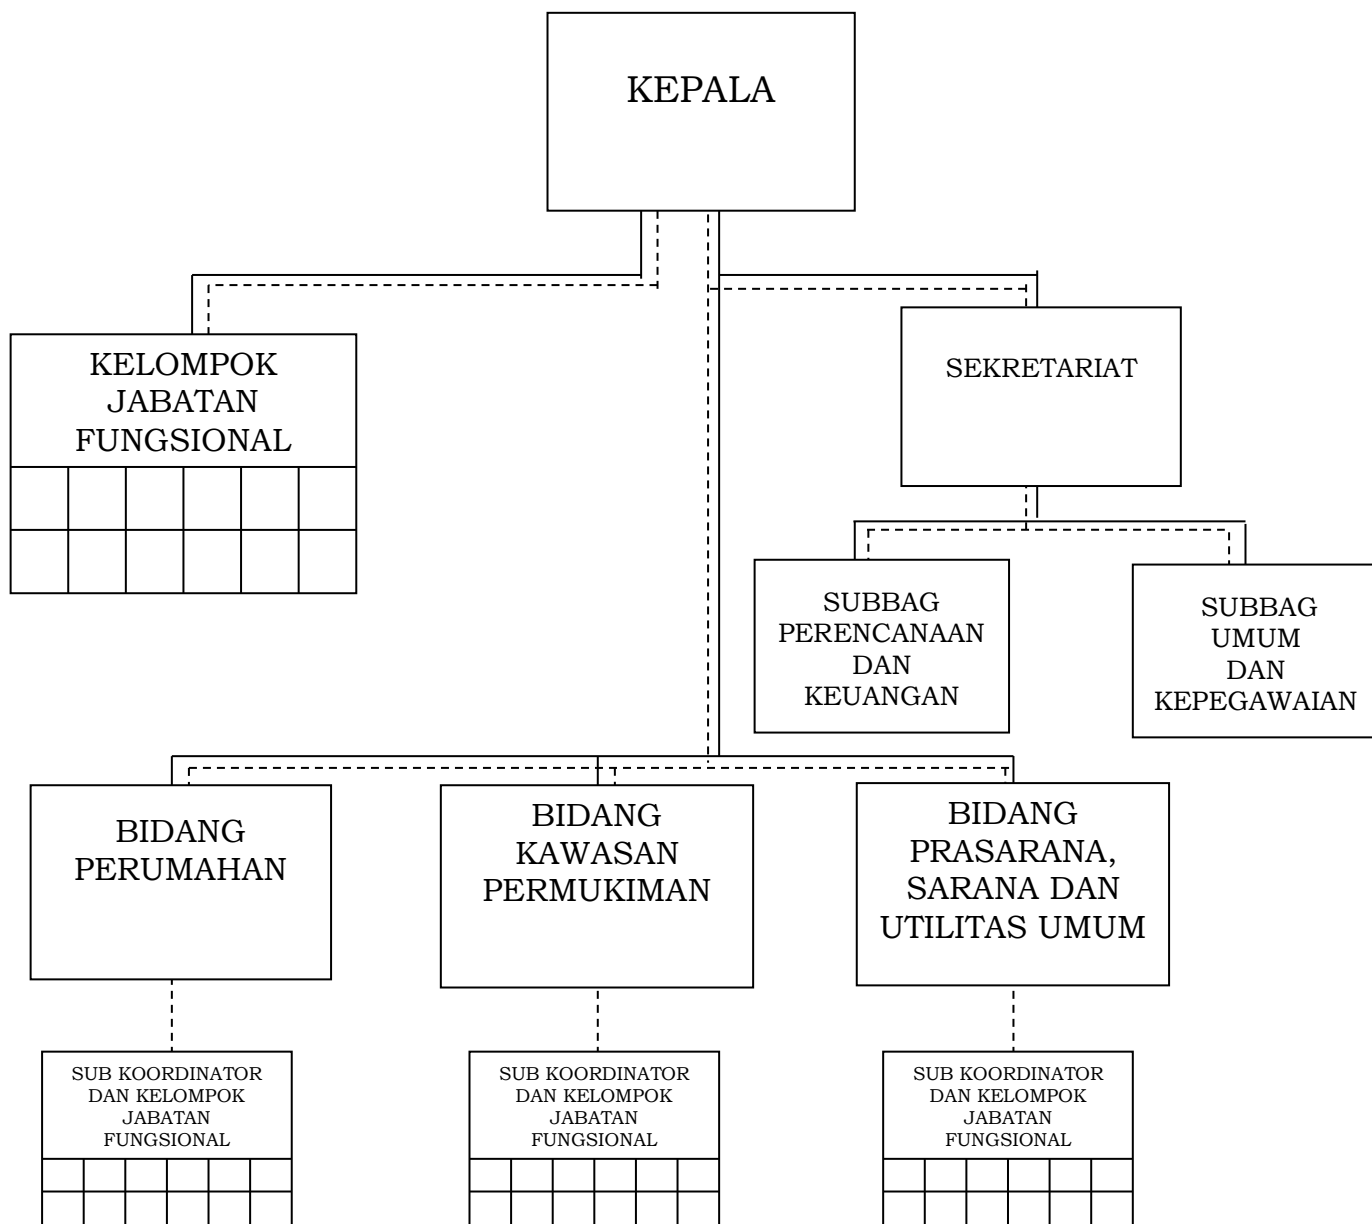 KEPALA
KELOMPOK
JABATAN
FUNGSIONAL
SEKRETARIAT
SUBBAG
PERENCANAAN
DAN
KEUANGAN
SUBBAG
UMUM
DAN
KEPEGAWAIAN
BIDANG
PERUMAHAN
BIDANG
KAWASAN
PERMUKIMAN
BIDANG
PRASARANA,
SARANA DAN
UTILITAS UMUM
SUB KOORDINATOR
DAN KELOMPOK
JABATAN
FUNGSIONAL
SUB KOORDINATOR
DAN KELOMPOK
JABATAN
FUNGSIONAL
SUB KOORDINATOR
DAN KELOMPOK
JABATAN
FUNGSIONAL